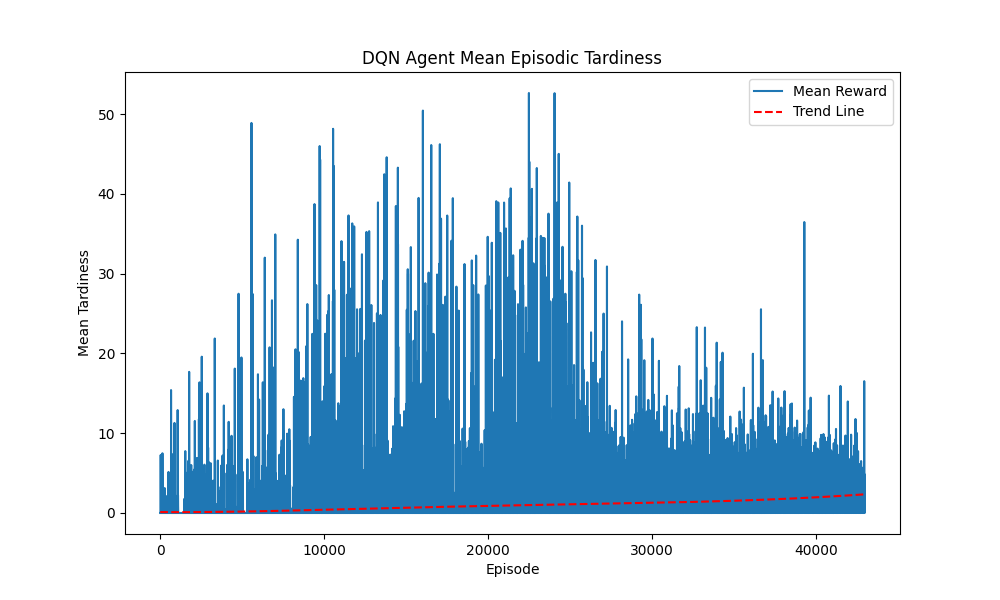 DQN Agent Mean Episodic Tardiness
Mean Reward
Trend Line
50
40
30
20
10
0
Mean Tardiness
0 10000 20000 30000 40000
Episode